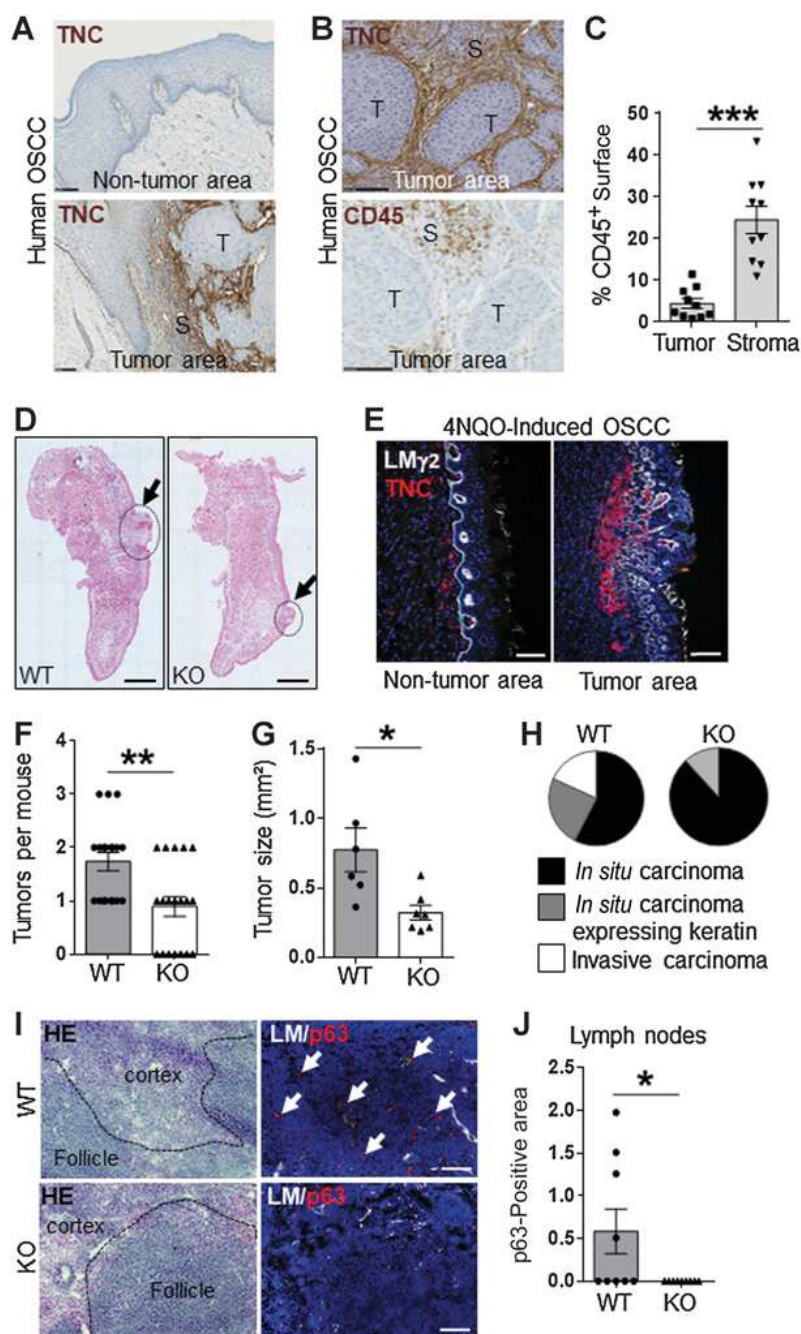 A
TNC
Human OSCC
Non-tumor area
TNC
T
S
Tumor area
B
TNC
Human OSCC
S
T
T
Tumor area
CD45
S
T
T
Tumor area
C
% CD45⁺ Surface
50
40
30
20
10
0
***
Tumor Stroma
D
WT
KO
E
4NQO-Induced OSCC
LMγ2
TNC
Non-tumor area
Tumor area
F
Tumors per mouse
4
3
2
1
0
**
WT KO
G
Tumor size (mm²)
1.5
1.0
0.5
0.0
*
WT KO
H
WT
KO
In situ carcinoma
In situ carcinoma
expressing keratin
Invasive carcinoma
I
WT
HE
cortex
Follicle
LM/p63
KO
HE
cortex
Follicle
LM/p63
J
Lymph nodes
p63-Positive area
2.5
2.0
1.5
1.0
0.5
0.0
*
WT KO